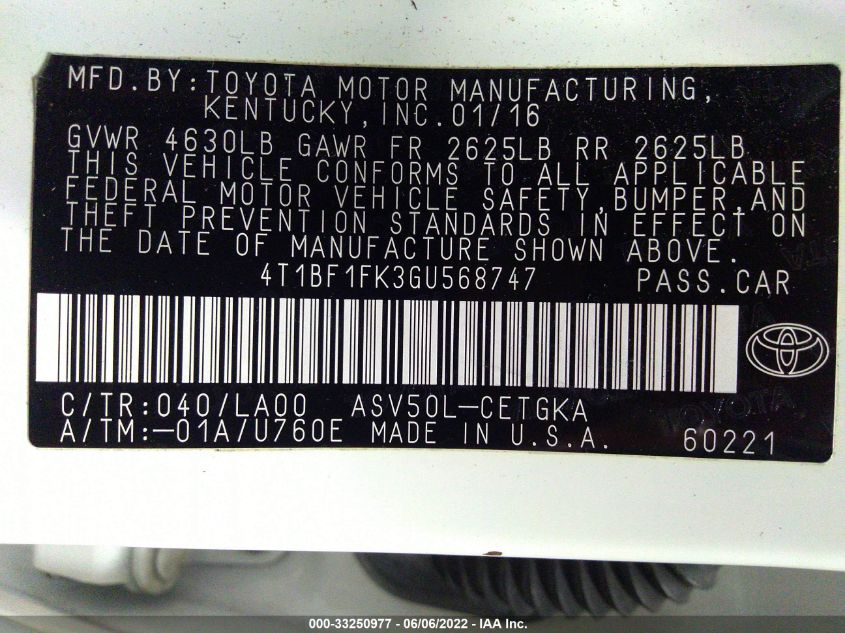 MFD.BY:TOYOTA MOTOR MANUFACTURING,
KENTUCKY,INC.01/16
GVWR 4630LB GAWR FR 2625LB RR 2625LB
THIS VEHICLE CONFORMS TO ALL APPLICABLE
FEDERAL MOTOR VEHICLE SAFETY,BUMPER,AND
THEFT PREVENTION STANDARDS IN EFFECT ON
THE DATE OF MANUFACTURE SHOWN ABOVE.
4T1BF1FK3GU568747 PASS.CAR
C/TR:040/LA00 ASV50L-CETGKA
A/TM:-01A/U760E MADE IN U.S.A. 60221
TOYOTA
000-33250977 - 06/06/2022 - IAA Inc.